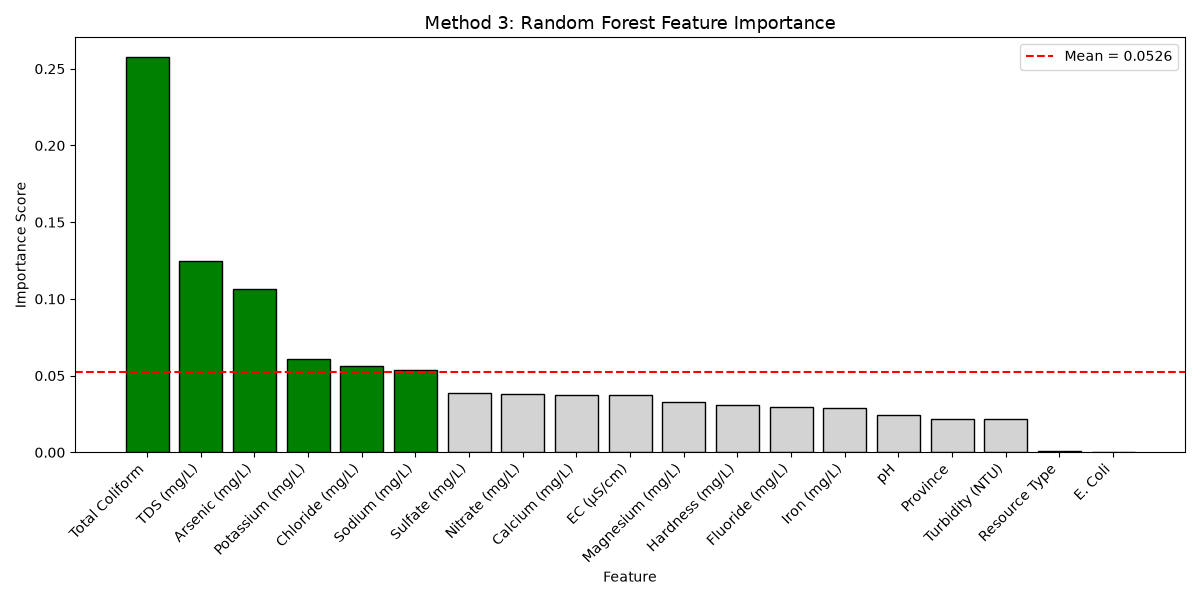 Method 3: Random Forest Feature Importance
Mean = 0.0526
Importance Score
0.25
0.20
0.15
0.10
0.05
0.00
Total Coliform
TDS (mg/L)
Arsenic (mg/L)
Potassium (mg/L)
Chloride (mg/L)
Sodium (mg/L)
Sulfate (mg/L)
Nitrate (mg/L)
Calcium (mg/L)
EC (µS/cm)
Magnesium (mg/L)
Hardness (mg/L)
Fluoride (mg/L)
Iron (mg/L)
pH
Province
Turbidity (NTU)
Resource Type
E. Coli
Feature